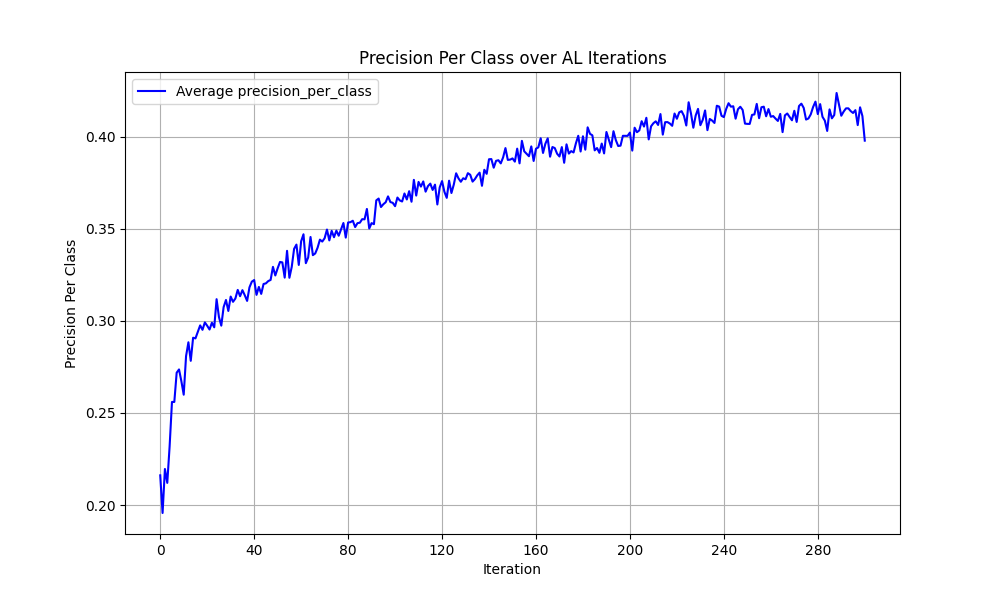 Precision Per Class over AL Iterations
Average precision_per_class
Precision Per Class
0.40
0.35
0.30
0.25
0.20
0 40 80 120 160 200 240 280
Iteration